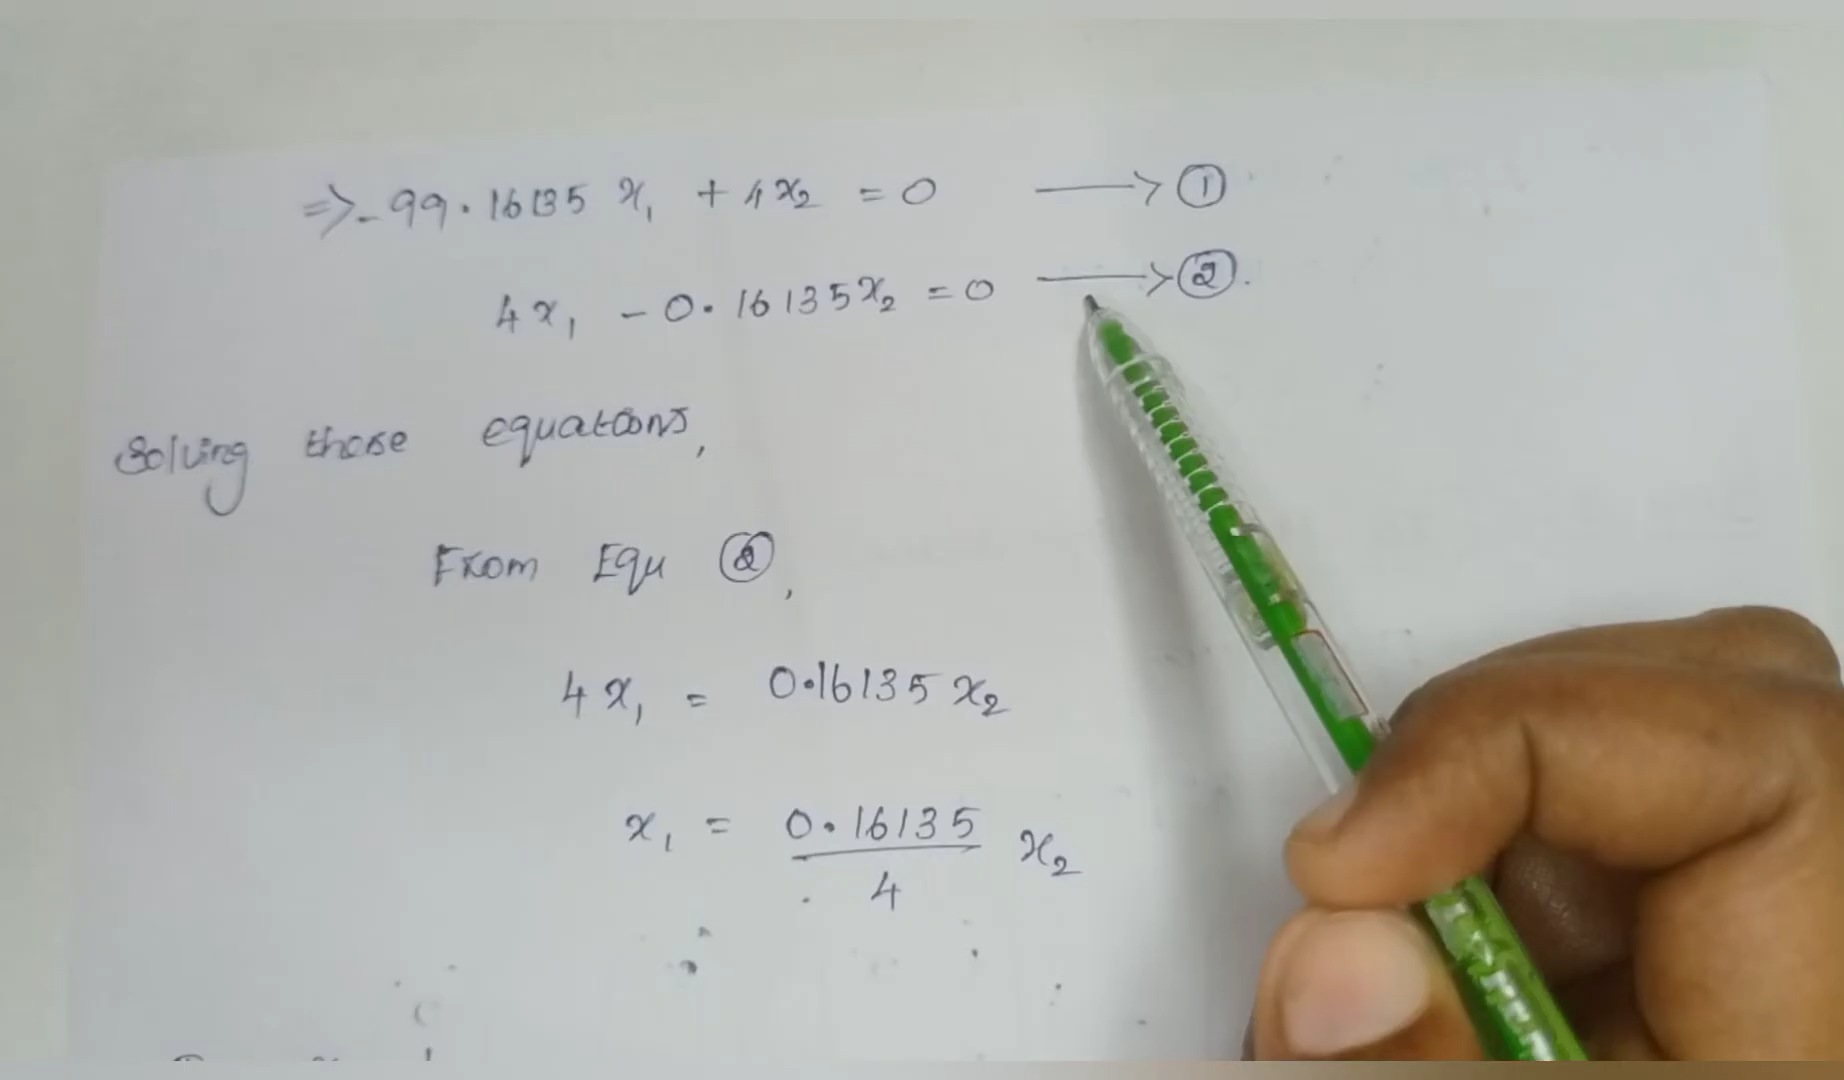 ⇒ -99.16135 x₁ + 4x₂ = 0 ⟶ ①
4x₁ - 0.16135x₂ = 0 ⟶ ②.
Solving these equations,
From Equ ②,
4x₁ = 0.16135 x₂
x₁ = 0.16135/4 x₂